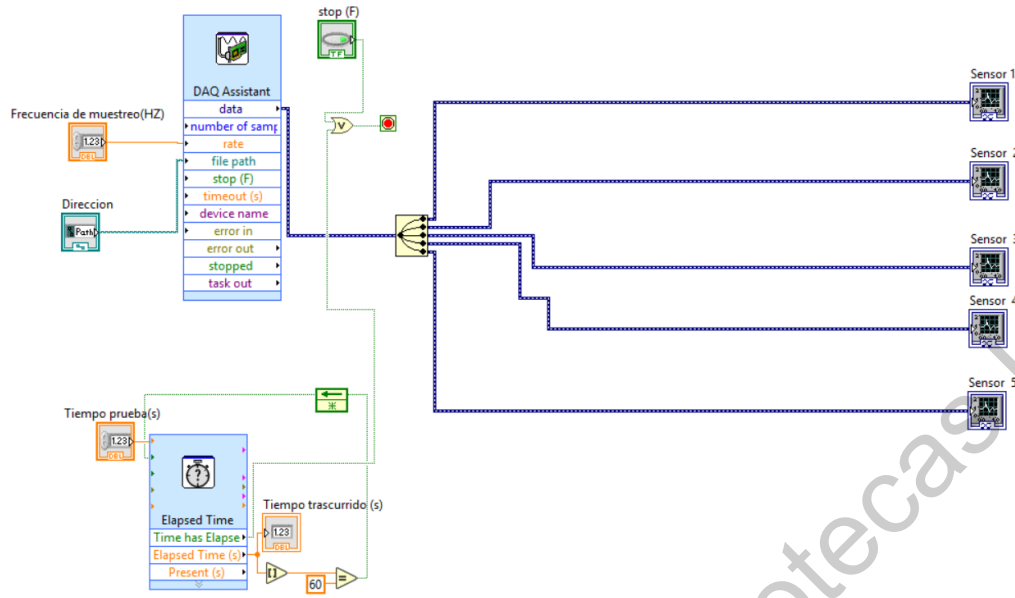 stop (F)
TF
DAQ Assistant
data
number of samp
rate
file path
stop (F)
timeout (s)
device name
error in
error out
stopped
task out
Frecuencia de muestreo(HZ)
1.23
DBL
Direccion
Path
Sensor 1
Sensor 2
Sensor 3
Sensor 4
Sensor 5
Tiempo prueba(s)
1.23
DBL
Elapsed Time
Time has Elapse
Elapsed Time (s)
Present (s)
Tiempo trascurrido (s)
1.23
DBL
60
=
otecas